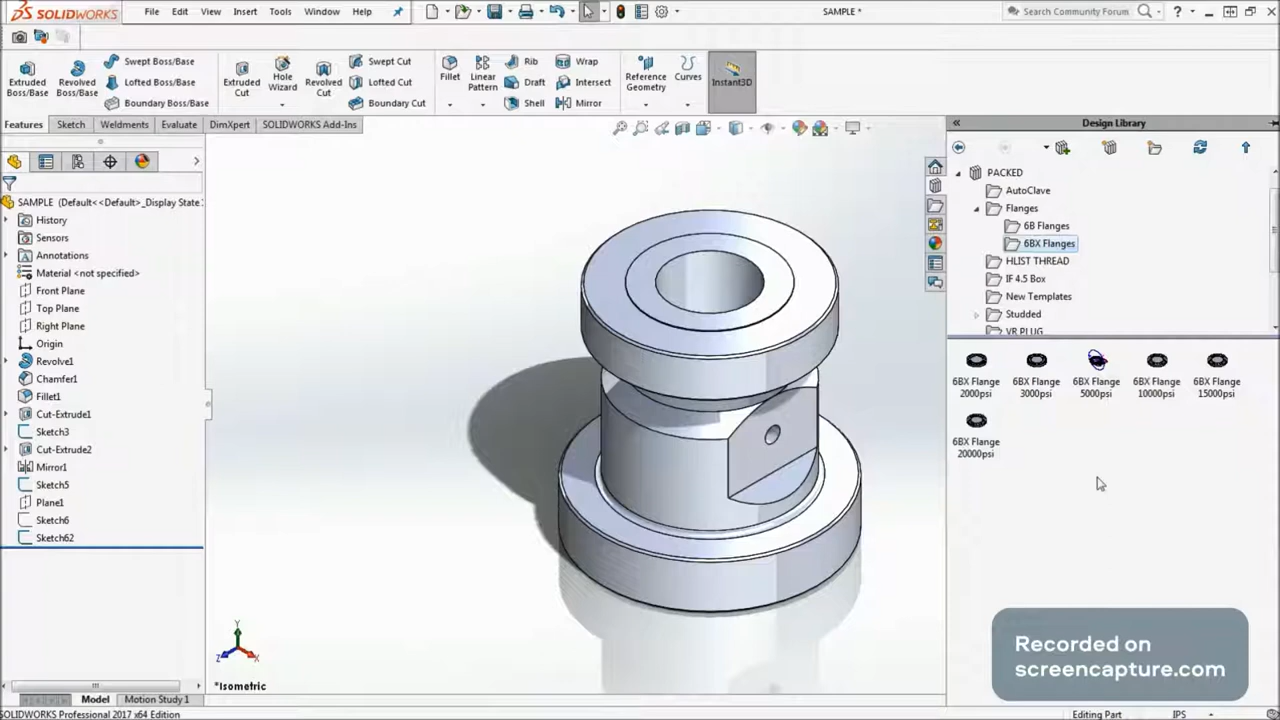 SOLIDWORKS File Edit View Insert Tools Window Help SAMPLE * Search Community Forum ?
Extruded Boss/Base
Revolved Boss/Base
Swept Boss/Base
Lofted Boss/Base
Boundary Boss/Base
Extruded Cut
Hole Wizard
Revolved Cut
Swept Cut
Lofted Cut
Boundary Cut
Fillet
Linear Pattern
Rib
Draft
Shell
Wrap
Intersect
Mirror
Reference Geometry
Curves
Instant3D
Features Sketch Weldments Evaluate DimXpert SOLIDWORKS Add-Ins
SAMPLE (Default<<Default>_Display State
History
Sensors
Annotations
Material <not specified>
Front Plane
Top Plane
Right Plane
Origin
Revolve1
Chamfer1
Fillet1
Cut-Extrude1
Sketch3
Cut-Extrude2
Mirror1
Sketch5
Plane1
Sketch6
Sketch62
Y
Z
X
*Isometric
Design Library
PACKED
AutoClave
Flanges
6B Flanges
6BX Flanges
HLIST THREAD
IF 4.5 Box
New Templates
Studded
VR PLUG
6BX Flange 2000psi
6BX Flange 3000psi
6BX Flange 5000psi
6BX Flange 10000psi
6BX Flange 15000psi
6BX Flange 20000psi
Recorded on
screencapture.com
Model Motion Study 1
SOLIDWORKS Professional 2017 x64 Edition Editing Part IPS